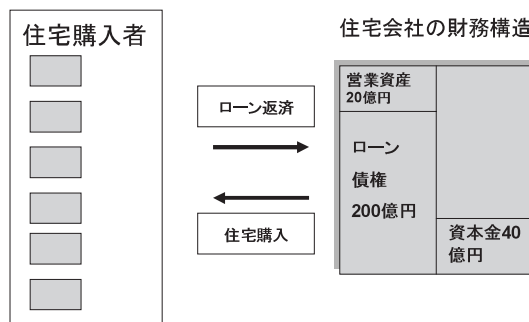 住宅購入者
住宅会社の財務構造
ローン返済
住宅購入
営業資産
20億円
ローン
債権
200億円
資本金40
億円